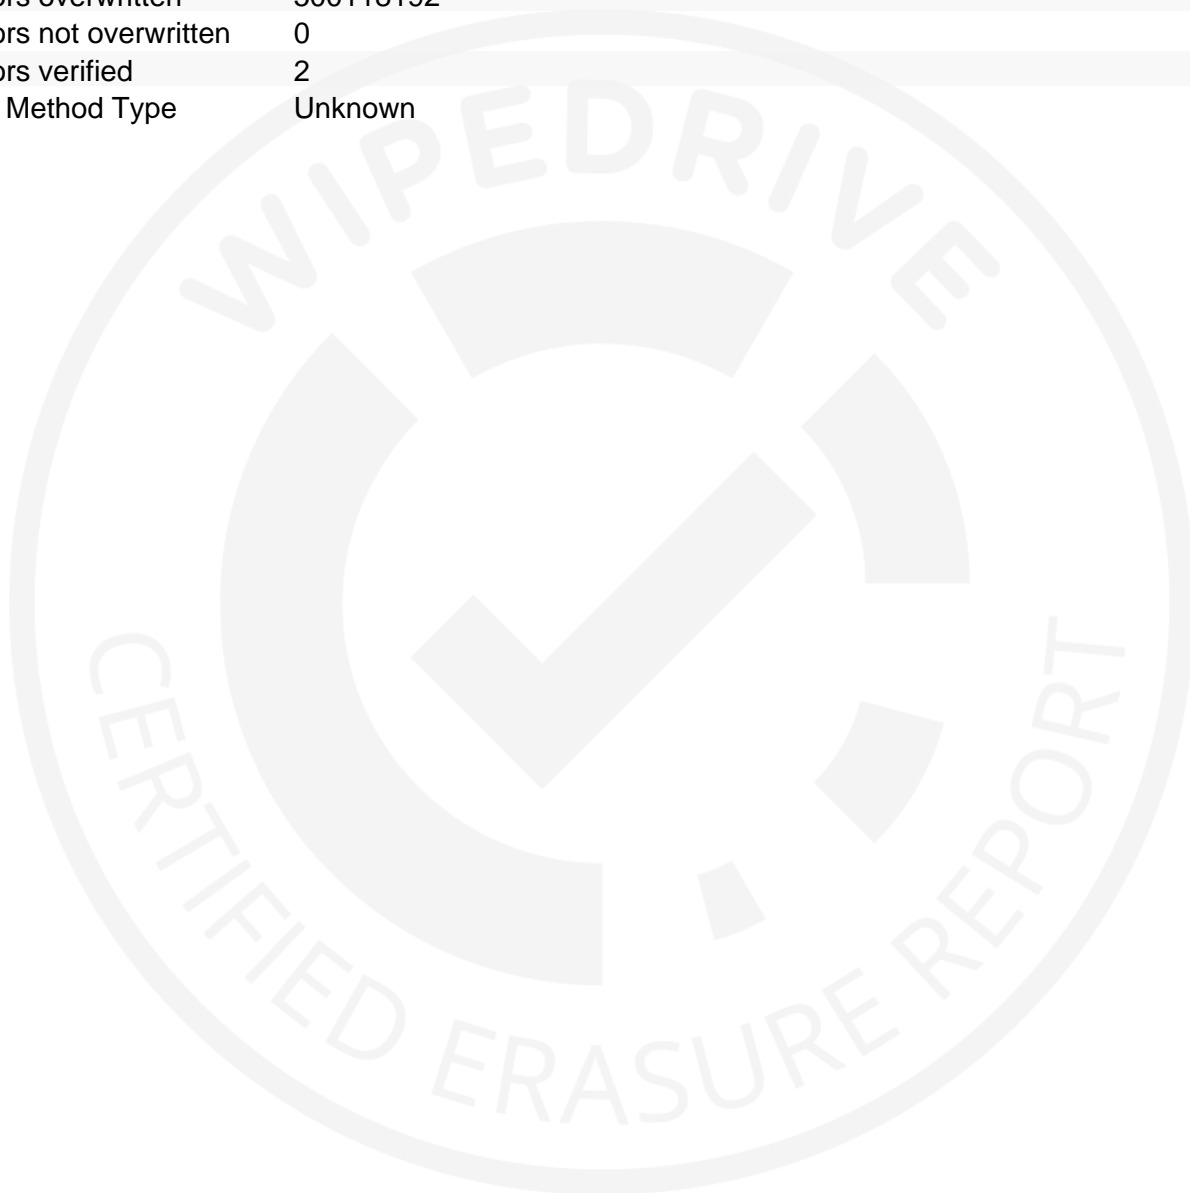 ors not overwritten 0
ors verified 2
Method Type Unknown
WIPEDRIVE
CERTIFIED ERASURE REPORT